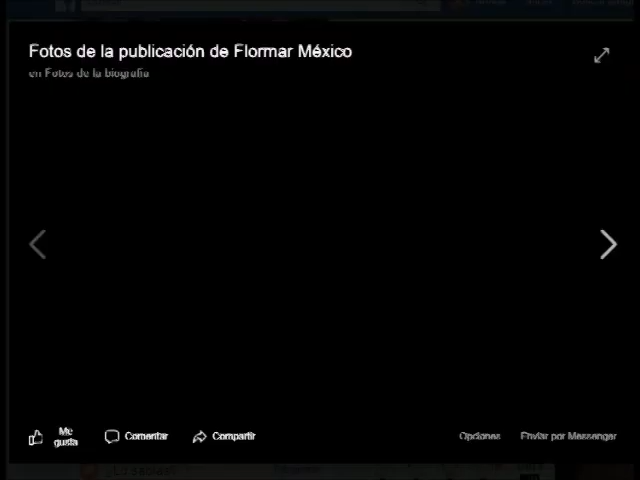 Fotos de la publicación de Flormar México
en Fotos de la biografía
Me
gusta
Comentar
Compartir
Opciones
Enviar por Messenger